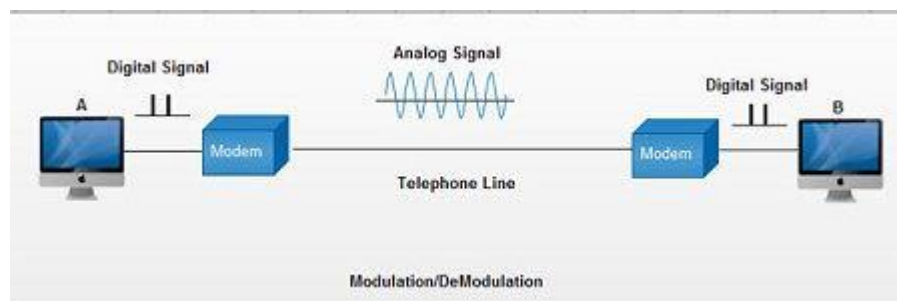 Analog Signal
Digital Signal
Digital Signal
A
B
Modem
Modem
Telephone Line
Modulation/DeModulation